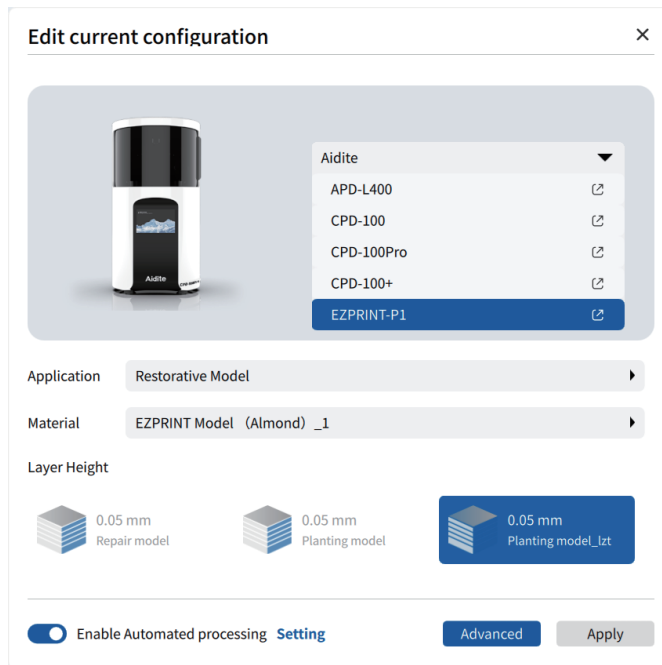 Edit current configuration
Aidite
APD-L400
CPD-100
CPD-100Pro
CPD-100+
EZPRINT-P1
Aidite
Application
Restorative Model
Material
EZPRINT Model （Almond）_1
Layer Height
0.05 mm
Repair model
0.05 mm
Planting model
0.05 mm
Planting model_lzt
Enable Automated processing Setting
Advanced
Apply